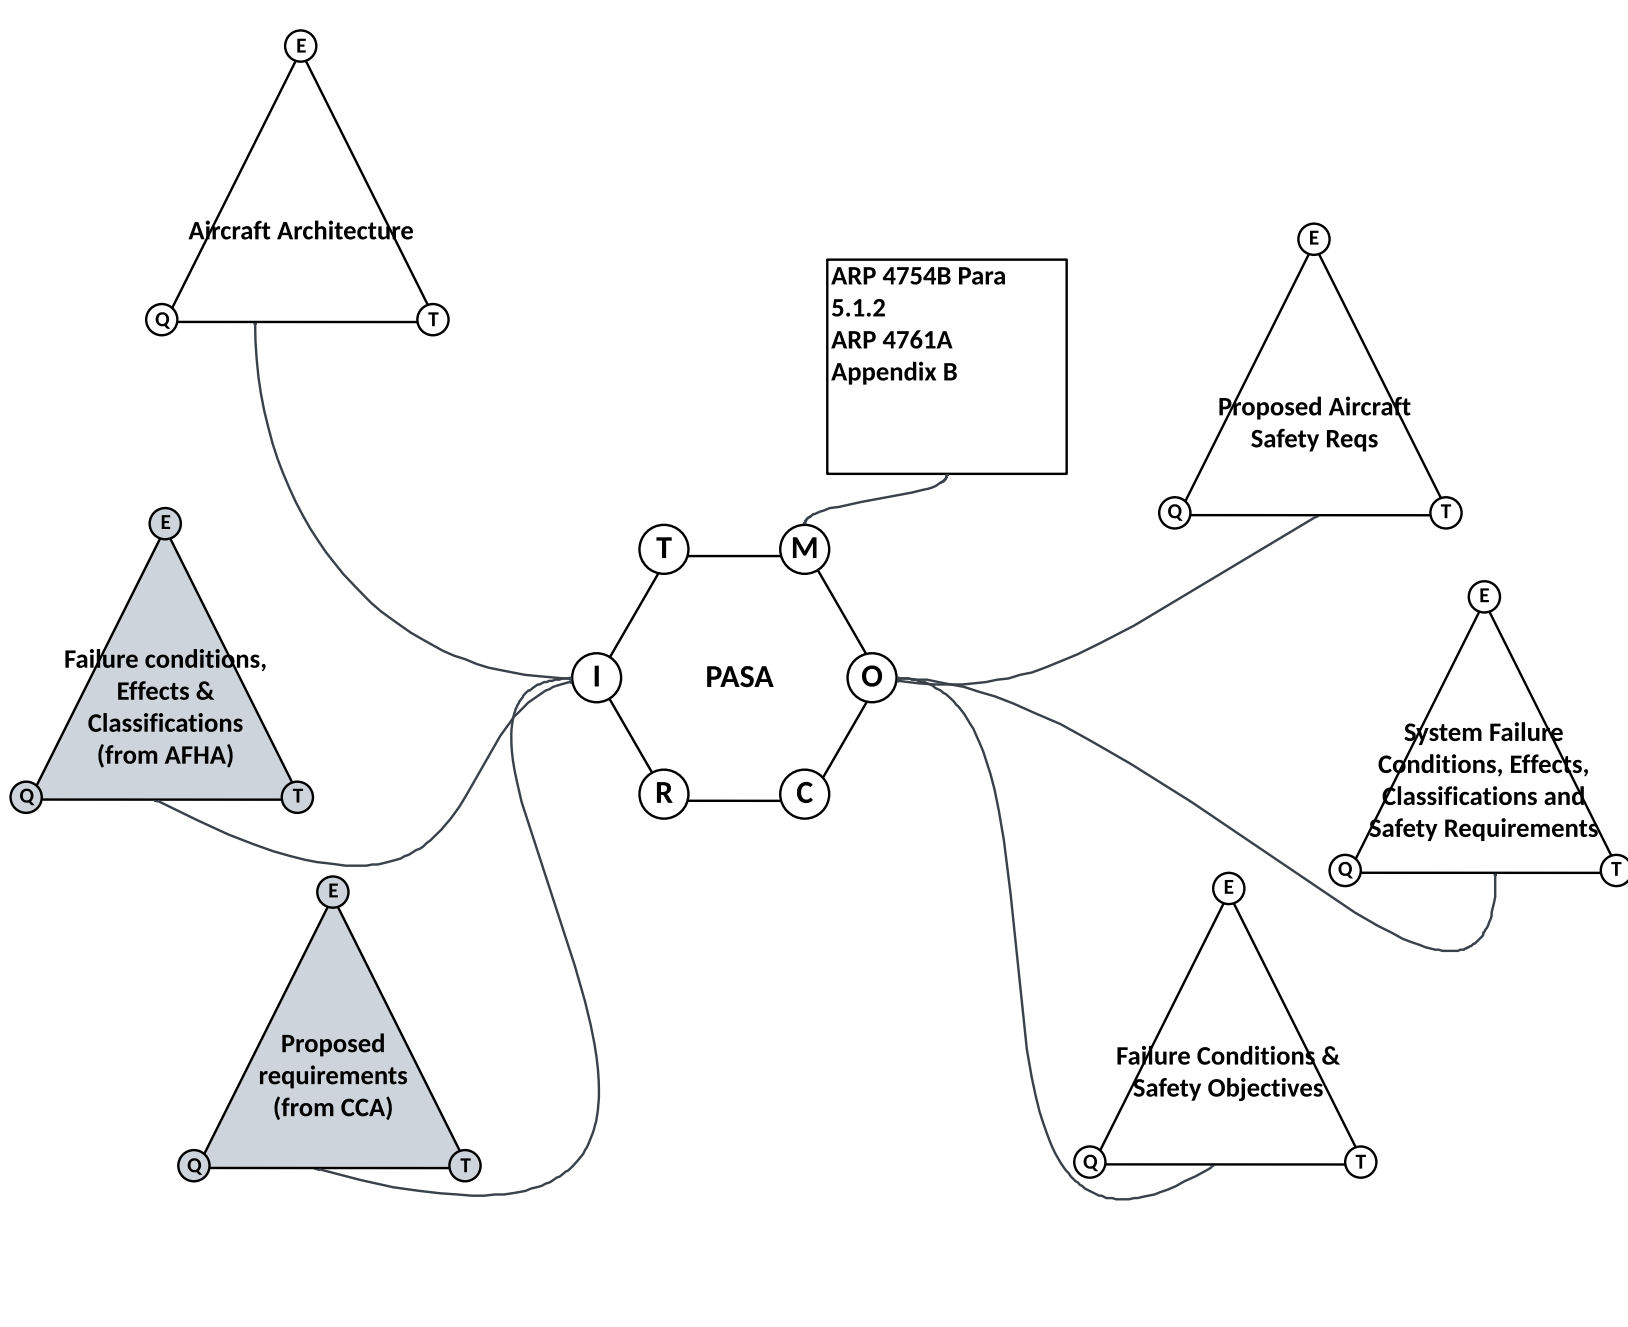 E
Aircraft Architecture
Q
T
ARP 4754B Para
5.1.2
ARP 4761A
Appendix B
E
Proposed Aircraft
Safety Reqs
Q
T
E
Failure conditions,
Effects &
Classifications
(from AFHA)
Q
T
T
M
I
PASA
O
R
C
E
System Failure
Conditions, Effects,
Classifications and
Safety Requirements
Q
T
E
Proposed
requirements
(from CCA)
Q
T
E
Failure Conditions &
Safety Objectives
Q
T